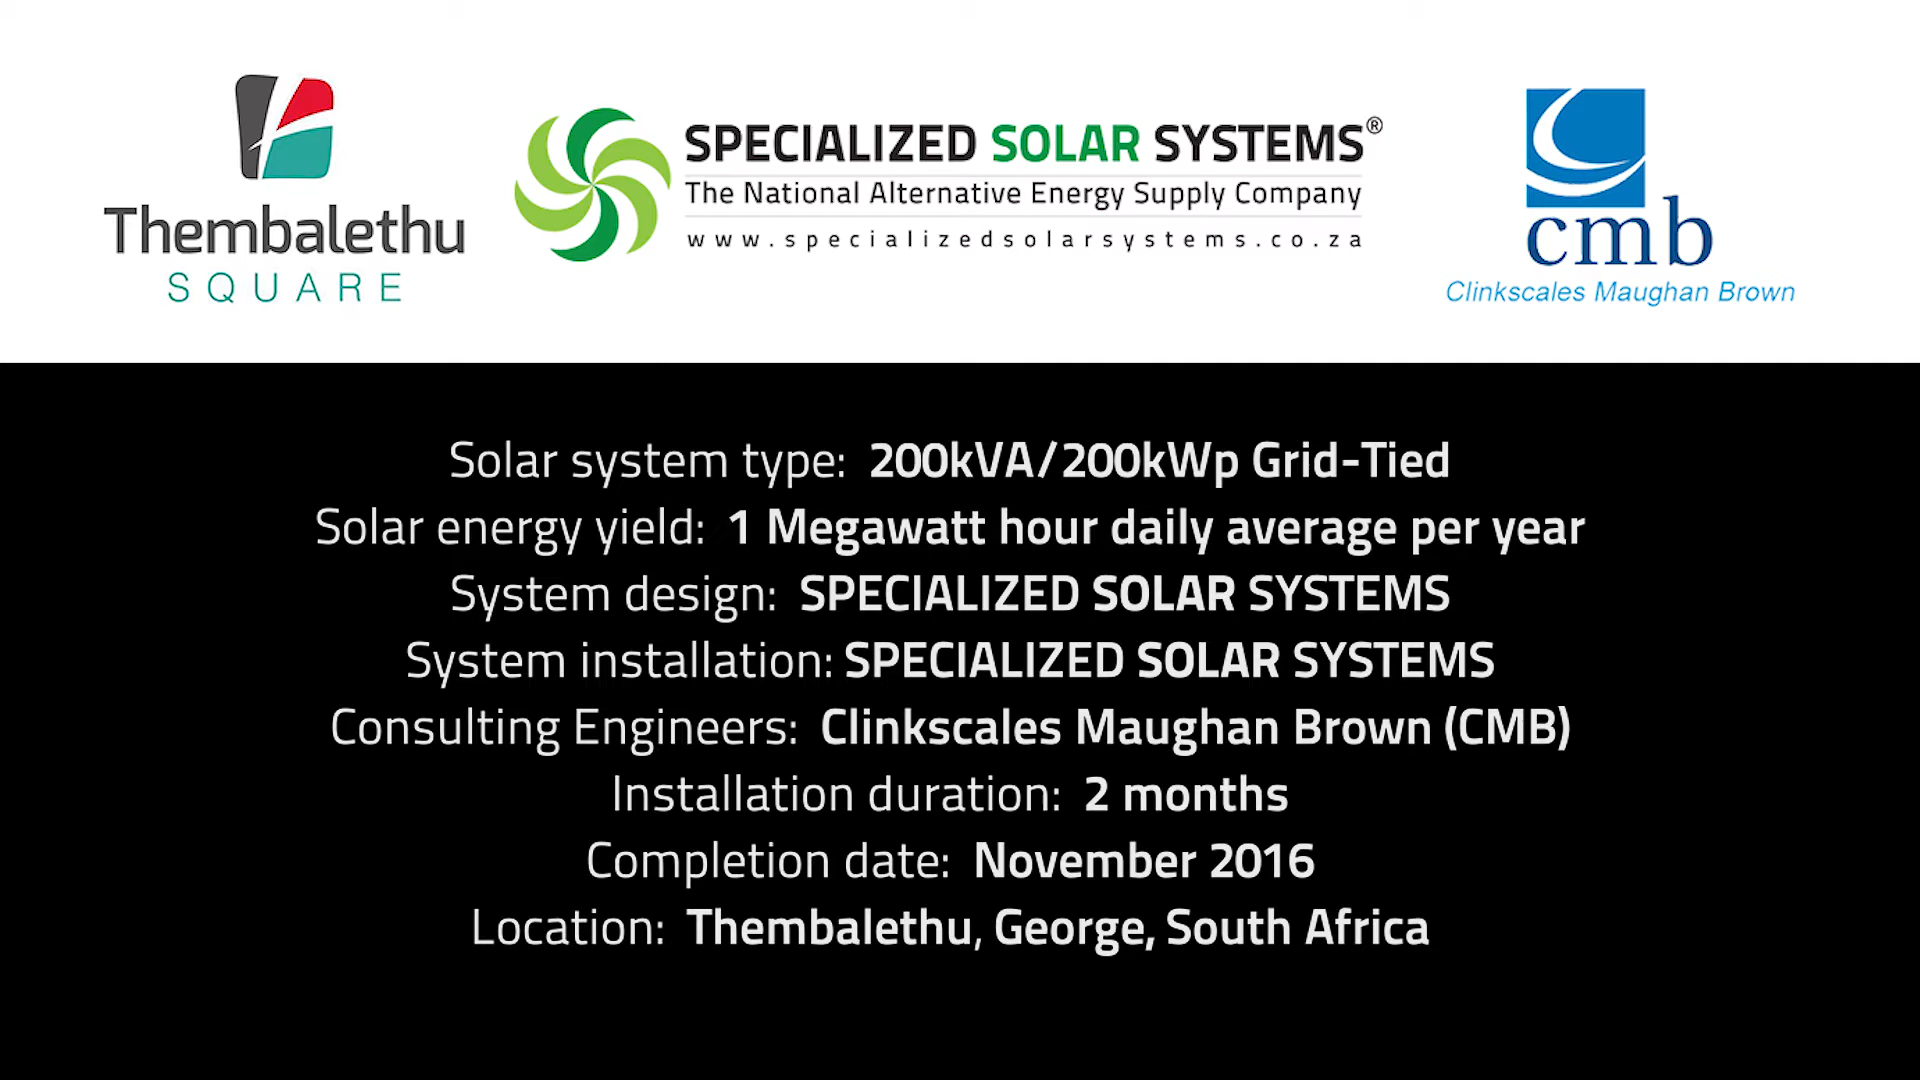 Thembalethu
SQUARE
SPECIALIZED SOLAR SYSTEMS®
The National Alternative Energy Supply Company
www.specializedsolarsystems.co.za
cmb
Clinkscales Maughan Brown
Solar system type: 200kVA/200kWp Grid-Tied
Solar energy yield: 1 Megawatt hour daily average per year
System design: SPECIALIZED SOLAR SYSTEMS
System installation: SPECIALIZED SOLAR SYSTEMS
Consulting Engineers: Clinkscales Maughan Brown (CMB)
Installation duration: 2 months
Completion date: November 2016
Location: Thembalethu, George, South Africa